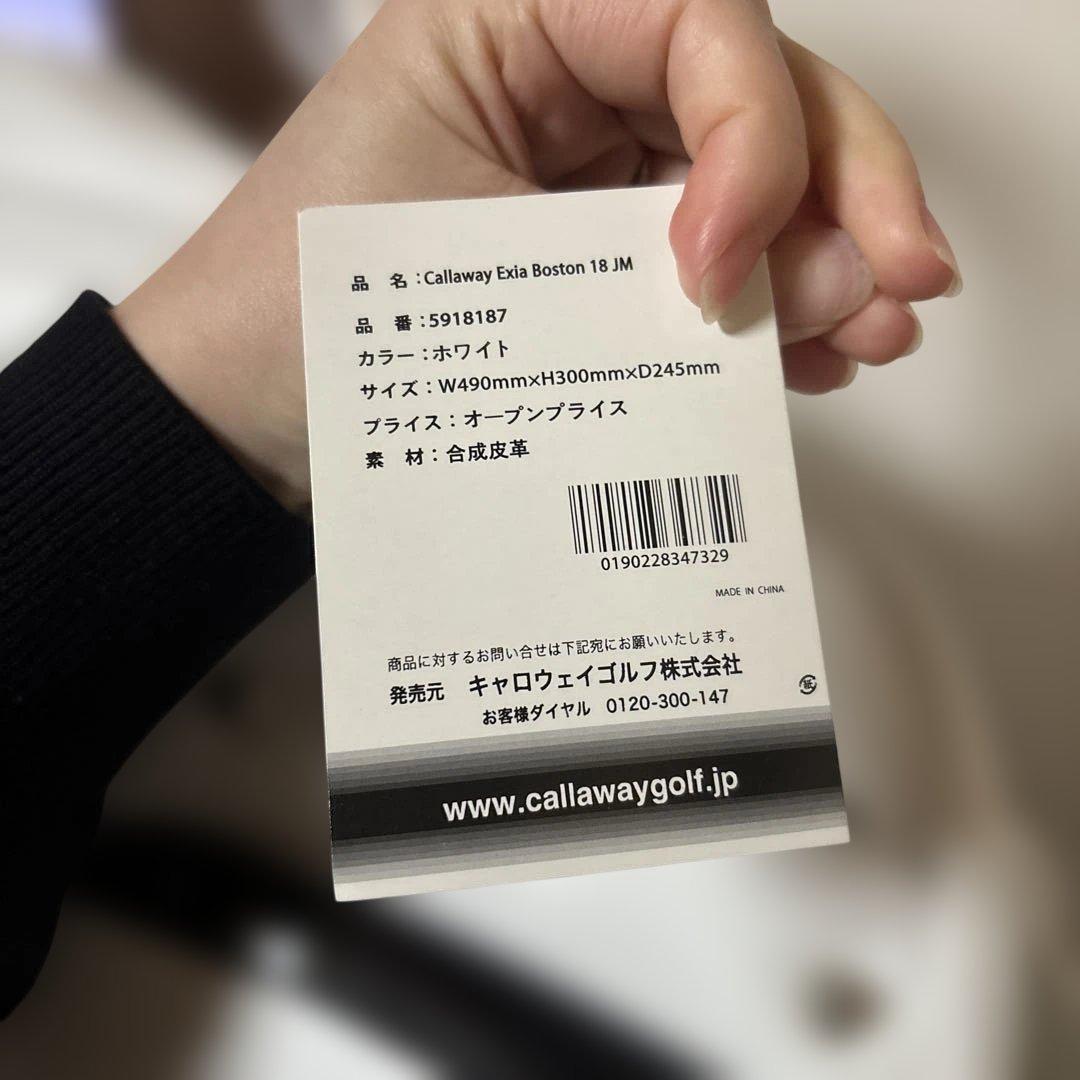 品 名：Callaway Exia Boston 18 JM
品 番：5918187
カラー：ホワイト
サイズ：W490mm×H300mm×D245mm
プライス：オープンプライス
素 材：合成皮革
0190228347329
MADE IN CHINA
商品に対するお問い合せは下記宛にお願いいたします。
発売元 キャロウェイゴルフ株式会社
お客様ダイヤル 0120-300-147
紙
www.callawaygolf.jp